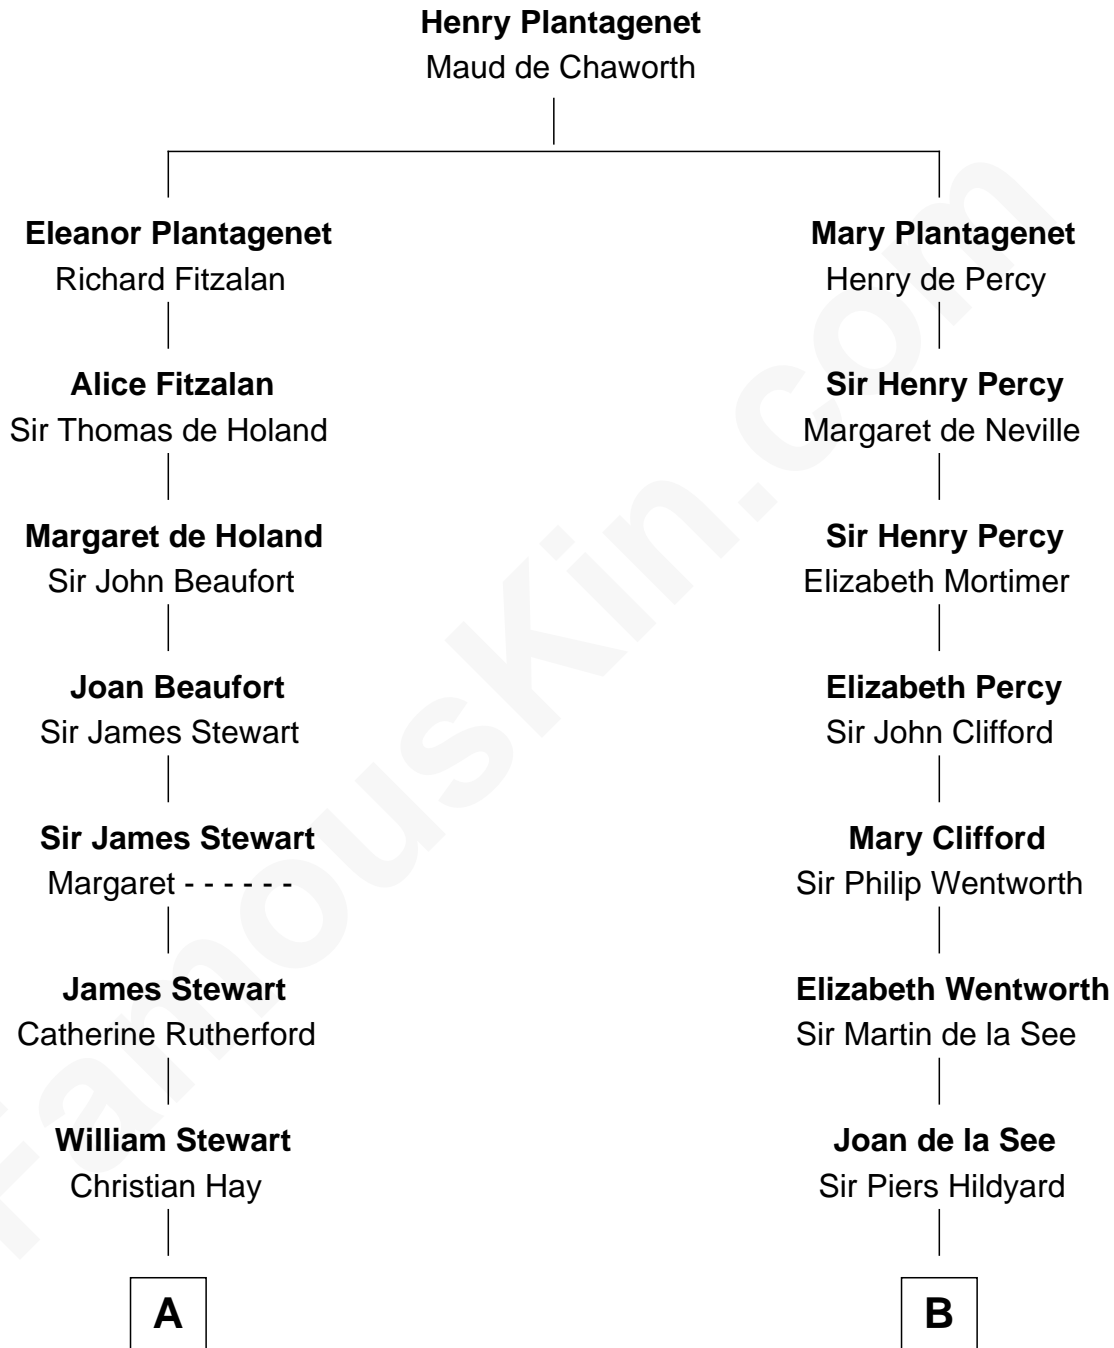 Henry Plantagenet
Maud de Chaworth
Eleanor Plantagenet
Richard Fitzalan
Alice Fitzalan
Sir Thomas de Holand
Margaret de Holand
Sir John Beaufort
Joan Beaufort
Sir James Stewart
Sir James Stewart
Margaret - - - - - -
James Stewart
Catherine Rutherford
William Stewart
Christian Hay
A
Mary Plantagenet
Henry de Percy
Sir Henry Percy
Margaret de Neville
Sir Henry Percy
Elizabeth Mortimer
Elizabeth Percy
Sir John Clifford
Mary Clifford
Sir Philip Wentworth
Elizabeth Wentworth
Sir Martin de la See
Joan de la See
Sir Piers Hildyard
B
FamousKin.com